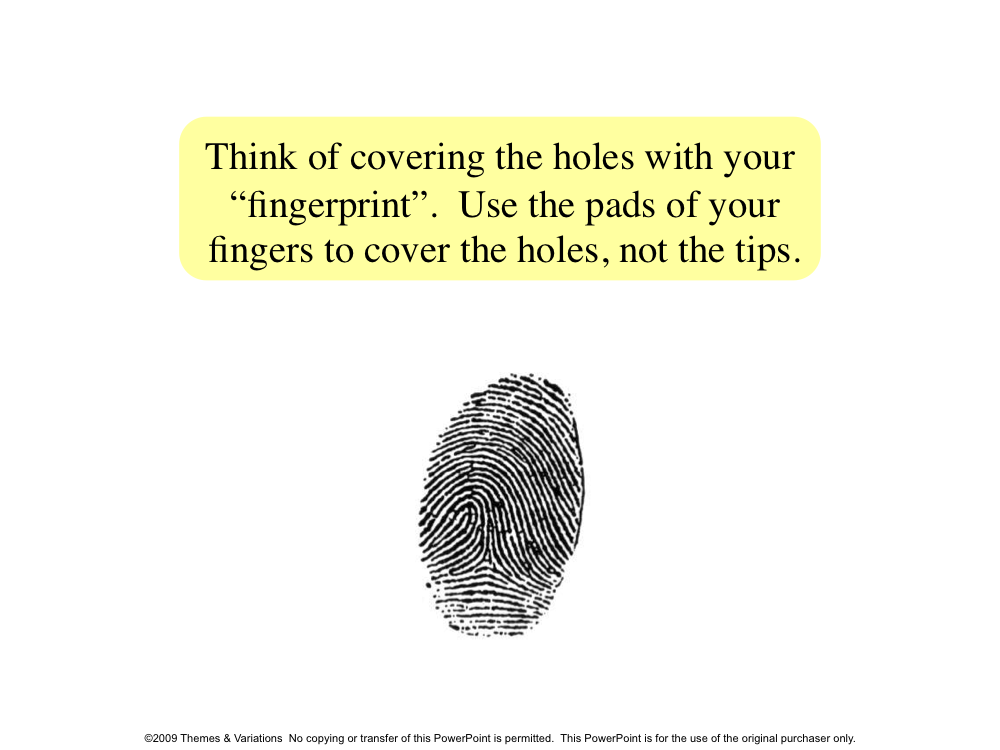 Think of covering the holes with your
“fingerprint”.  Use the pads of your
fingers to cover the holes, not the tips.
©2009 Themes & Variations  No copying or transfer of this PowerPoint is permitted.  This PowerPoint is for the use of the original purchaser only.